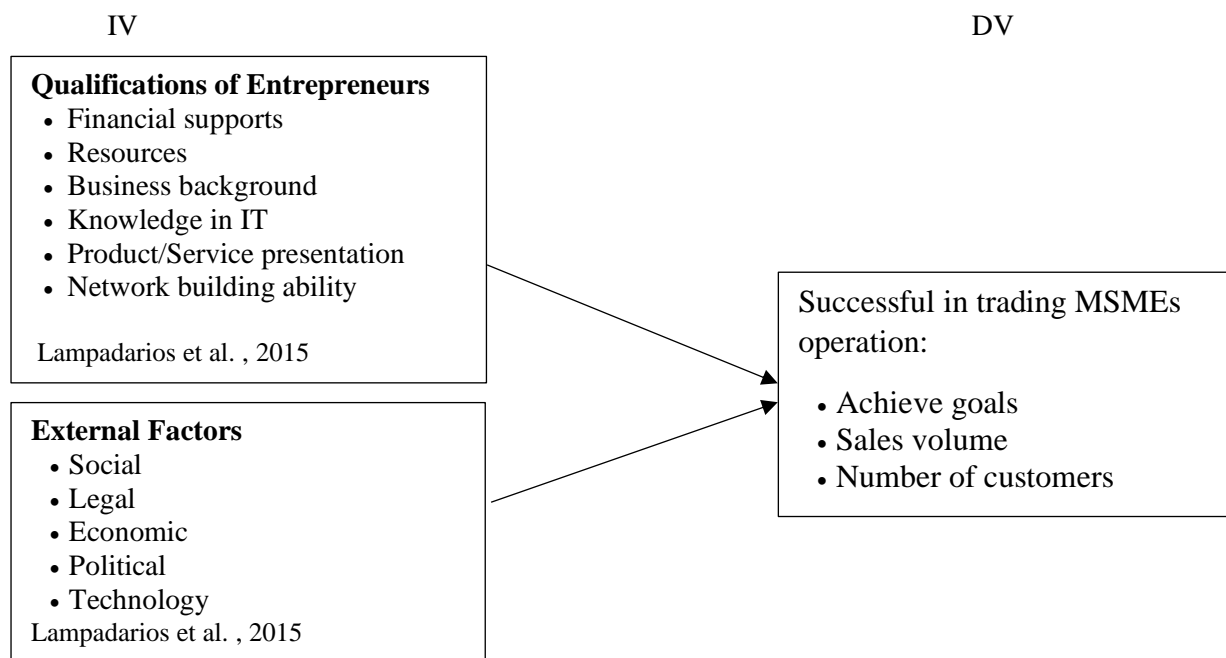 IV
DV
Qualifications of Entrepreneurs
• Financial supports
• Resources
• Business background
• Knowledge in IT
• Product/Service presentation
• Network building ability
Lampadarios et al. , 2015
External Factors
• Social
• Legal
• Economic
• Political
• Technology
Lampadarios et al. , 2015
Successful in trading MSMEs
operation:
• Achieve goals
• Sales volume
• Number of customers